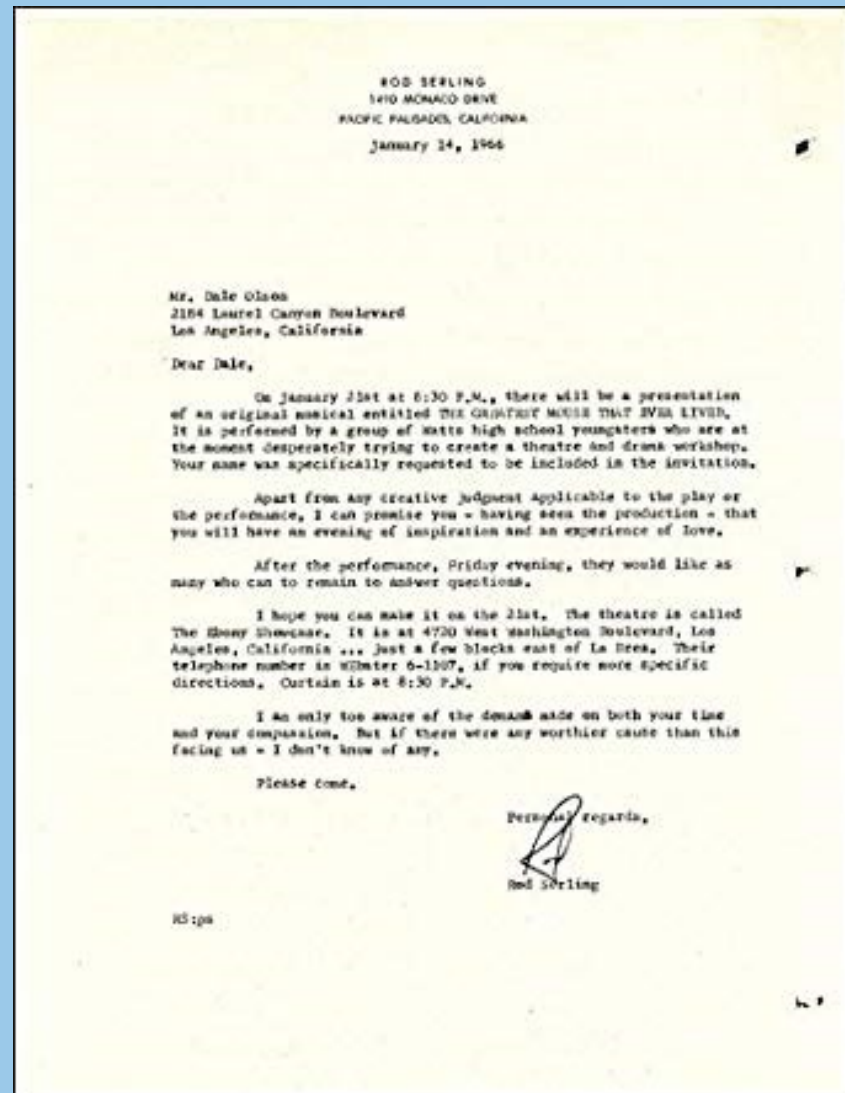 ROD SERLING
1490 MONACO DRIVE
PACIFIC PALISADES, CALIFORNIA
January 14, 1966
Mr. Dale Olson
2184 Laurel Canyon Boulevard
Los Angeles, California
Dear Dale,
On January 21st at 8:30 P.M., there will be a presentation
of an original musical entitled THE GREATEST MOUSE THAT EVER LIVED.
It is performed by a group of Watts high school youngsters who are at
the moment desperately trying to create a theatre and drama workshop.
Your name was specifically requested to be included in the invitation.
Apart from any creative judgment applicable to the play or
the performance, I can promise you - having seen the production - that
you will have an evening of inspiration and an experience of love.
After the performance, Friday evening, they would like as
many who can to remain to answer questions.
I hope you can make it on the 21st. The theatre is called
The Ebony Showcase. It is at 4720 West Washington Boulevard, Los
Angeles, California ... just a few blocks east of La Brea. Their
telephone number is WEbster 6-1107, if you require more specific
directions. Curtain is at 8:30 P.M.
I am only too aware of the demand made on both your time
and your compassion. But if there were any worthier cause than this
facing us - I don't know of any.
Please come.
Personal regards,
Rod Serling
RS:pm